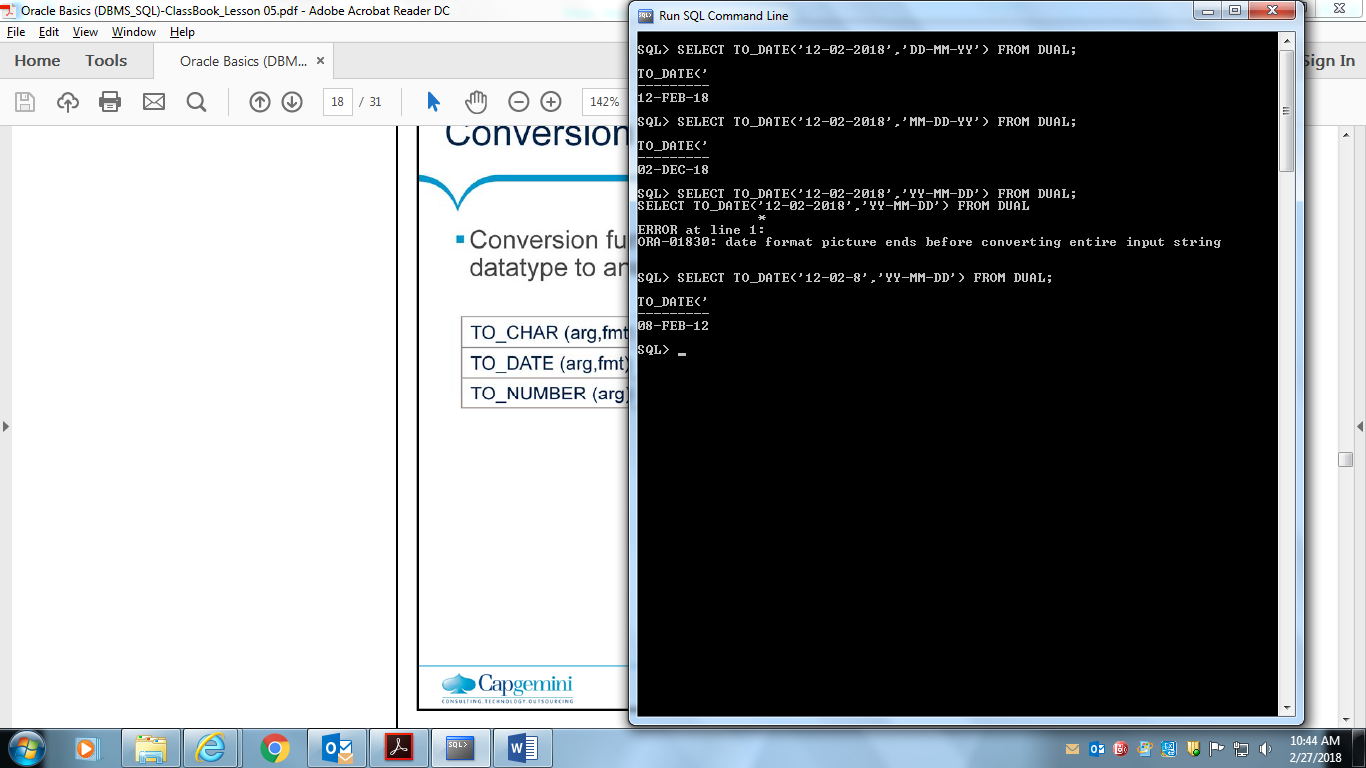 Oracle Basics (DBMS_SQL)-ClassBook_Lesson 05.pdf - Adobe Acrobat Reader DC
File Edit View Window Help
Home Tools Oracle Basics (DBM... × Sign In
18 / 31 142%
Conversion
Conversion fu
datatype to an
TO_CHAR (arg,fmt
TO_DATE (arg,fmt)
TO_NUMBER (arg)
Capgemini
CONSULTING.TECHNOLOGY.OUTSOURCING
Run SQL Command Line
SQL> SELECT TO_DATE('12-02-2018','DD-MM-YY') FROM DUAL;
TO_DATE('
---------
12-FEB-18
SQL> SELECT TO_DATE('12-02-2018','MM-DD-YY') FROM DUAL;
TO_DATE('
---------
02-DEC-18
SQL> SELECT TO_DATE('12-02-2018','YY-MM-DD') FROM DUAL;
SELECT TO_DATE('12-02-2018','YY-MM-DD') FROM DUAL
*
ERROR at line 1:
ORA-01830: date format picture ends before converting entire input string
SQL> SELECT TO_DATE('12-02-8','YY-MM-DD') FROM DUAL;
TO_DATE('
---------
08-FEB-12
SQL> _
10:44 AM
2/27/2018